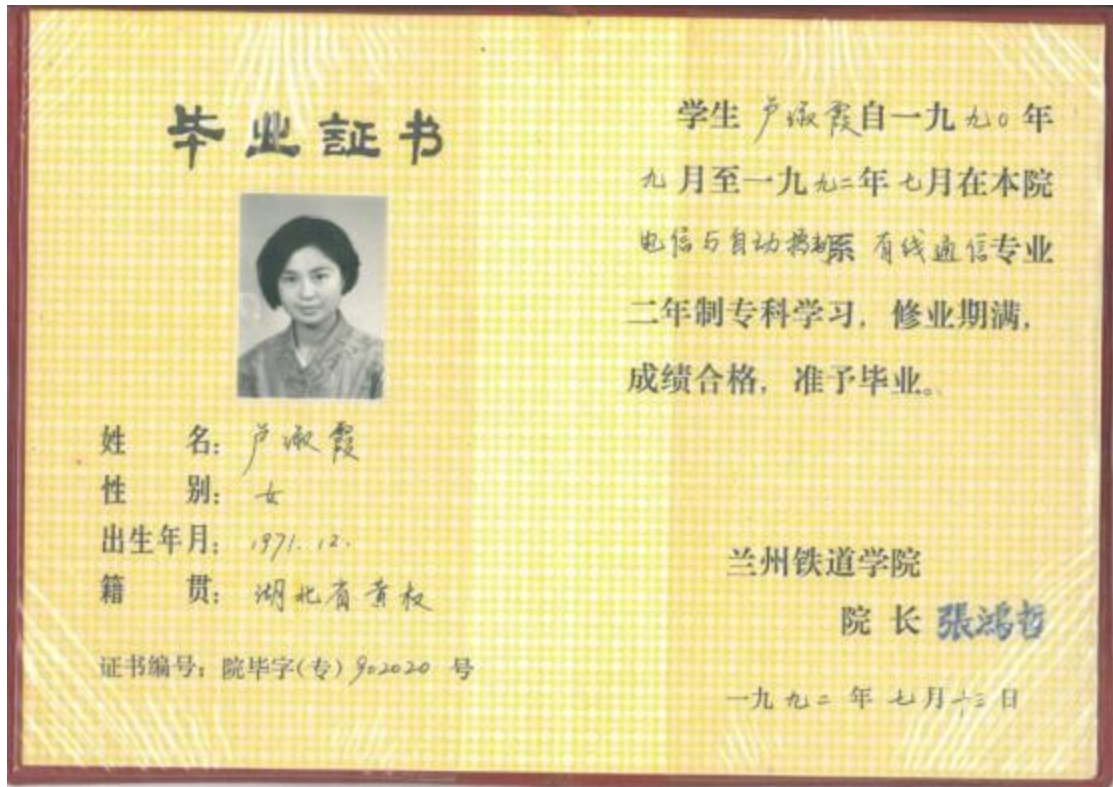 毕业証书
姓 名：卢淑霞
性 别：女
出生年月：1971.12.
籍 贯：湖北省黄板
证书编号：院毕字(专)902020 号
学生卢淑霞自一九九〇年
九月至一九九二年七月在本院
电信与自动控制系有线通信专业
二年制专科学习，修业期满，
成绩合格，准予毕业。
兰州铁道学院
院 长 張鴻哲
一九九二年七月十三日